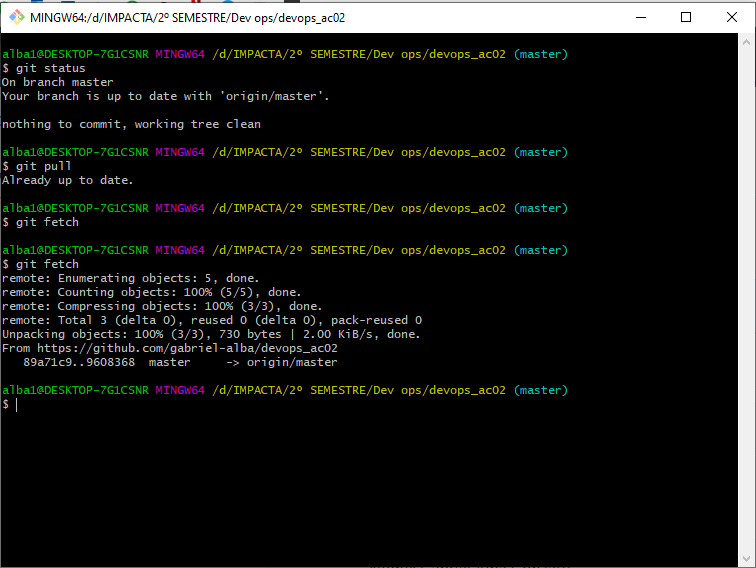 MINGW64:/d/IMPACTA/2º SEMESTRE/Dev ops/devops_ac02
alba1@DESKTOP-7G1CSNR MINGW64 /d/IMPACTA/2º SEMESTRE/Dev ops/devops_ac02 (master)
$ git status
On branch master
Your branch is up to date with 'origin/master'.
nothing to commit, working tree clean
alba1@DESKTOP-7G1CSNR MINGW64 /d/IMPACTA/2º SEMESTRE/Dev ops/devops_ac02 (master)
$ git pull
Already up to date.
alba1@DESKTOP-7G1CSNR MINGW64 /d/IMPACTA/2º SEMESTRE/Dev ops/devops_ac02 (master)
$ git fetch
alba1@DESKTOP-7G1CSNR MINGW64 /d/IMPACTA/2º SEMESTRE/Dev ops/devops_ac02 (master)
$ git fetch
remote: Enumerating objects: 5, done.
remote: Counting objects: 100% (5/5), done.
remote: Compressing objects: 100% (3/3), done.
remote: Total 3 (delta 0), reused 0 (delta 0), pack-reused 0
Unpacking objects: 100% (3/3), 730 bytes | 2.00 KiB/s, done.
From https://github.com/gabriel-alba/devops_ac02
   89a71c9..9608368  master     -> origin/master
alba1@DESKTOP-7G1CSNR MINGW64 /d/IMPACTA/2º SEMESTRE/Dev ops/devops_ac02 (master)
$